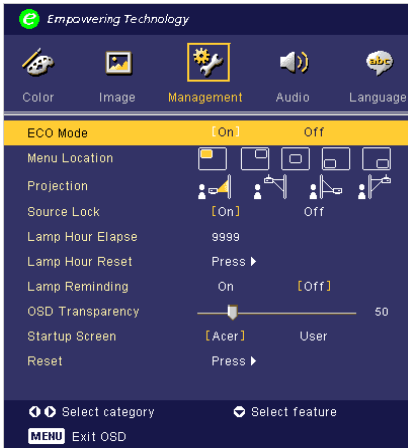 e Empowering Technology
Color Image Management Audio Language
abc
ECO Mode [On] Off
Menu Location
Projection
Source Lock [On] Off
Lamp Hour Elapse 9999
Lamp Hour Reset Press
Lamp Reminding On [Off]
OSD Transparency 50
Startup Screen [Acer] User
Reset Press
Select category Select feature
MENU Exit OSD